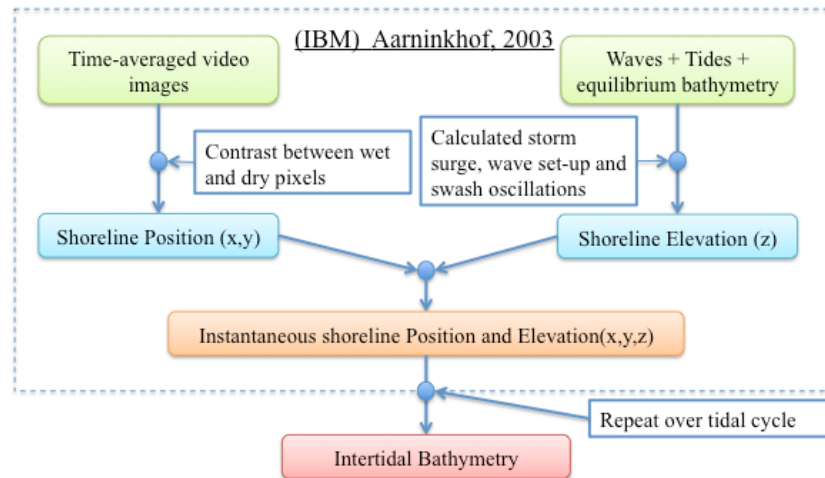 (IBM) Aarninkhof, 2003
Time-averaged video
images
Waves + Tides +
equilibrium bathymetry
Contrast between wet
and dry pixels
Calculated storm
surge, wave set-up and
swash oscillations
Shoreline Position (x,y)
Shoreline Elevation (z)
Instantaneous shoreline Position and Elevation(x,y,z)
Repeat over tidal cycle
Intertidal Bathymetry